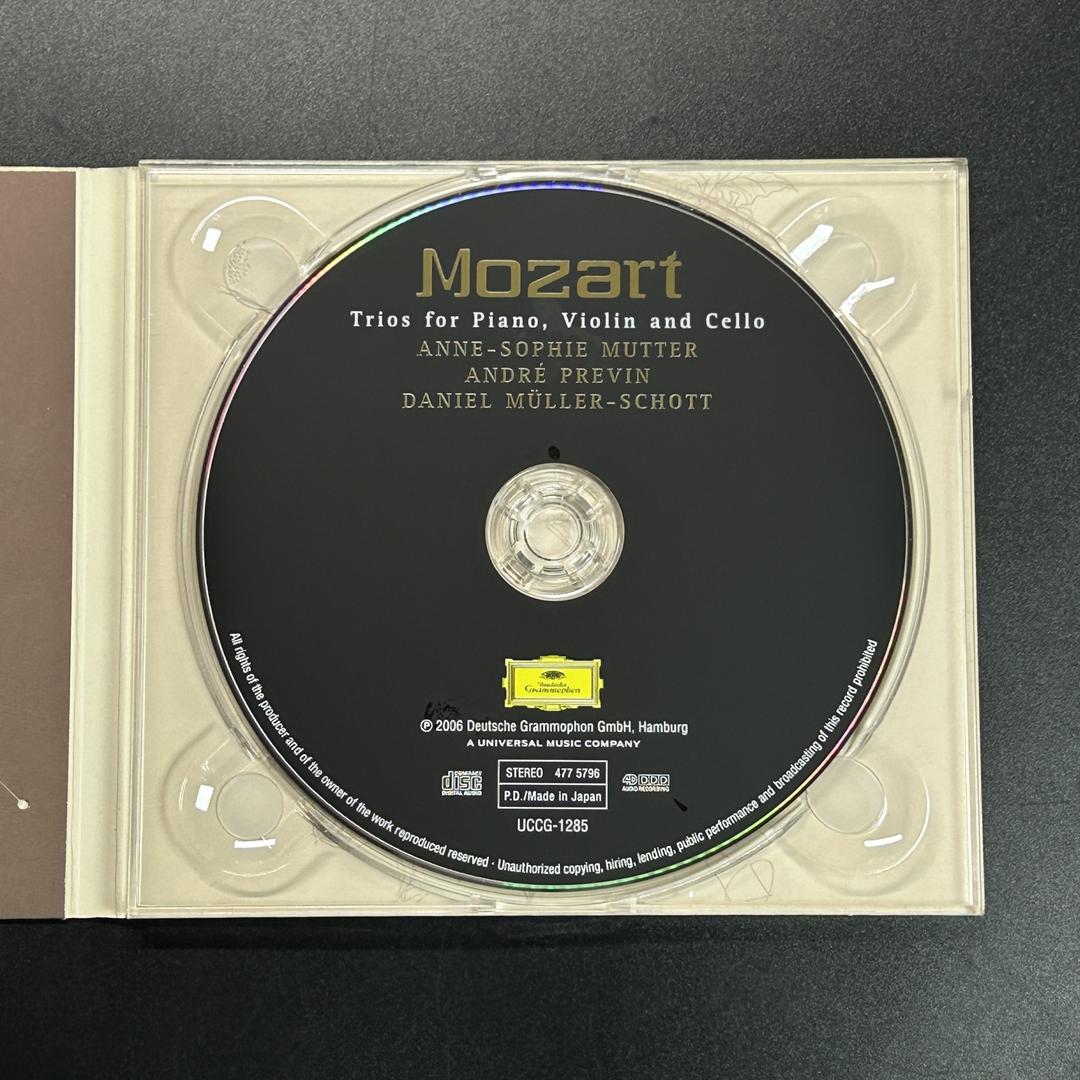 Mozart
Trios for Piano, Violin and Cello
ANNE-SOPHIE MUTTER
ANDRÉ PREVIN
DANIEL MÜLLER-SCHOTT
Deutsche
Grammophon
℗ 2006 Deutsche Grammophon GmbH, Hamburg
A UNIVERSAL MUSIC COMPANY
COMPACT
disc
DIGITAL AUDIO
STEREO 477 5796
P.D./Made in Japan
4D DDD
AUDIO RECORDING
UCCG-1285
All rights of the producer and of the owner of the work reproduced reserved · Unauthorized copying, hiring, lending, public performance and broadcasting of this record prohibited